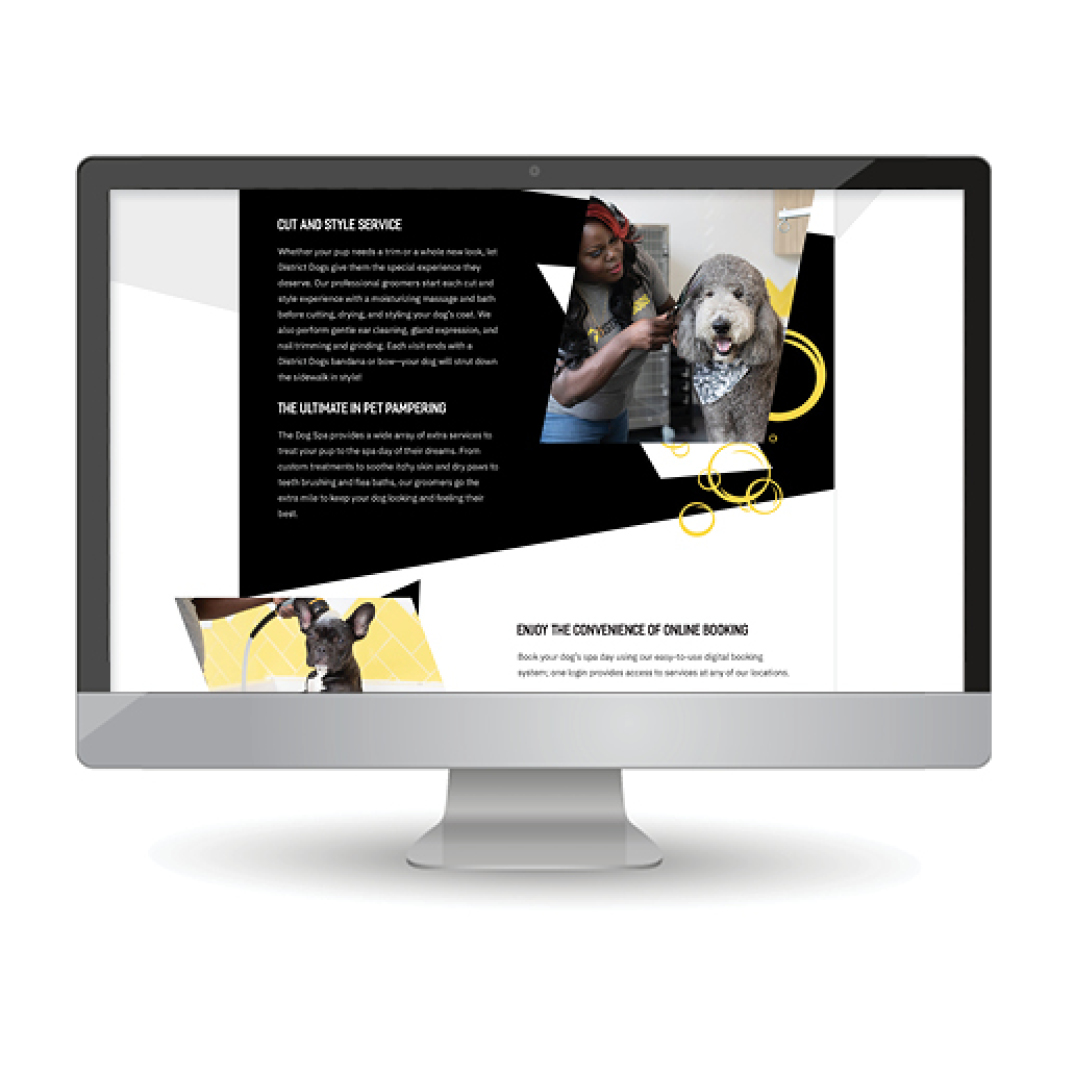 CUT AND STYLE SERVICE
Whether your pup needs a trim or a whole new look, let
District Dogs give them the special experience they
deserve. Our professional groomers start each cut and
style experience with a moisturizing massage and bath
before cutting, drying, and styling your dog's coat. We
also perform gentle ear cleaning, gland expression, and
nail trimming and grinding. Each visit ends with a
District Dogs bandana or bow—your dog will strut down
the sidewalk in style!
THE ULTIMATE IN PET PAMPERING
The Dog Spa provides a wide array of extra services to
treat your pup to the spa day of their dreams. From
custom treatments to soothe itchy skin and dry paws to
teeth brushing and flea baths, our groomers go the
extra mile to keep your dog looking and feeling their
best.
ENJOY THE CONVENIENCE OF ONLINE BOOKING
Book your dog's spa day using our easy-to-use digital booking
system; one login provides access to services at any of our locations.